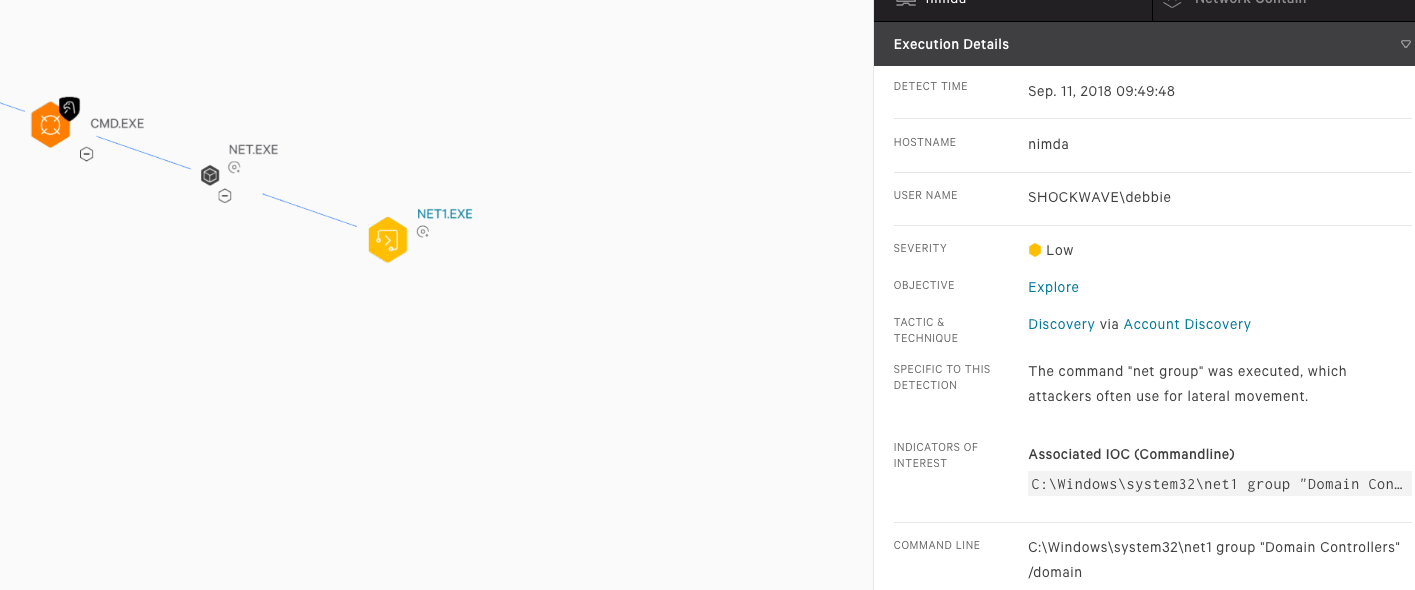 nimda
Network Contain
Execution Details
CMD.EXE
NET.EXE
NET1.EXE
DETECT TIME
Sep. 11, 2018 09:49:48
HOSTNAME
nimda
USER NAME
SHOCKWAVE\debbie
SEVERITY
Low
OBJECTIVE
Explore
TACTIC &
TECHNIQUE
Discovery via Account Discovery
SPECIFIC TO THIS
DETECTION
The command "net group" was executed, which
attackers often use for lateral movement.
INDICATORS OF
INTEREST
Associated IOC (Commandline)
C:\Windows\system32\net1 group "Domain Con…
COMMAND LINE
C:\Windows\system32\net1 group "Domain Controllers"
/domain